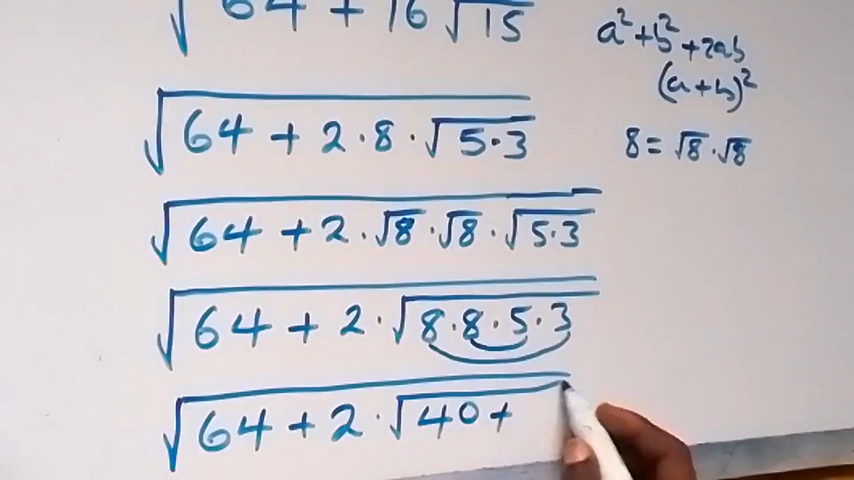 √64 + 16√15
√64 + 2·8·√5·3
√64 + 2·√8·√8·√5·3
√64 + 2·√8·8·5·3
√64 + 2·√40+
a²+b²+2ab
(a+b)²
8=√8·√8